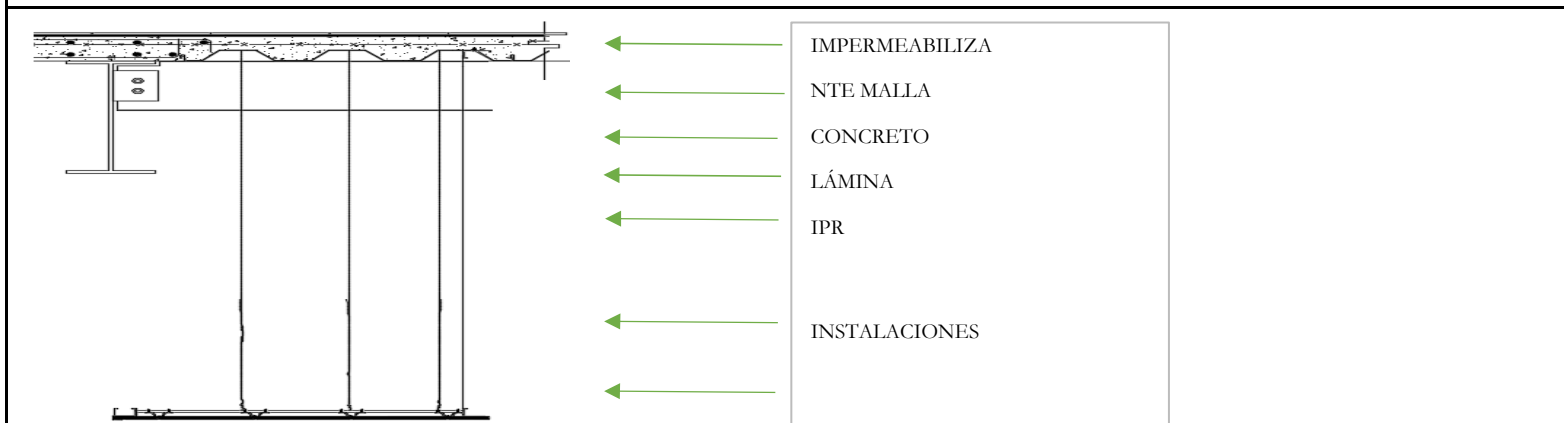 IMPERMEABILIZA
NTE MALLA
CONCRETO
LÁMINA
IPR
INSTALACIONES